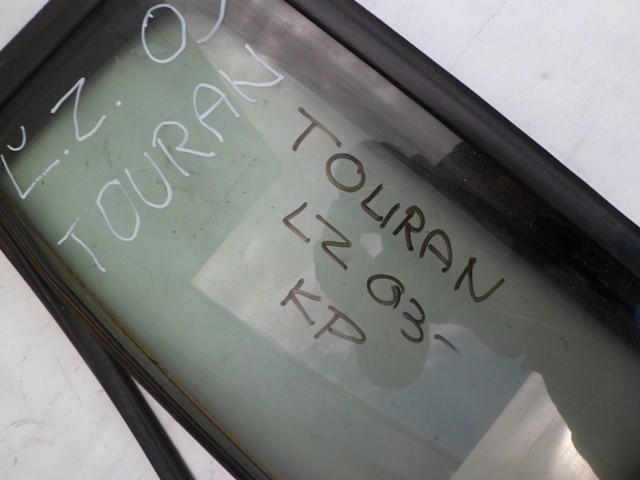 L.Z. 03
TOURAN
TOURAN
LZ 03-
KP